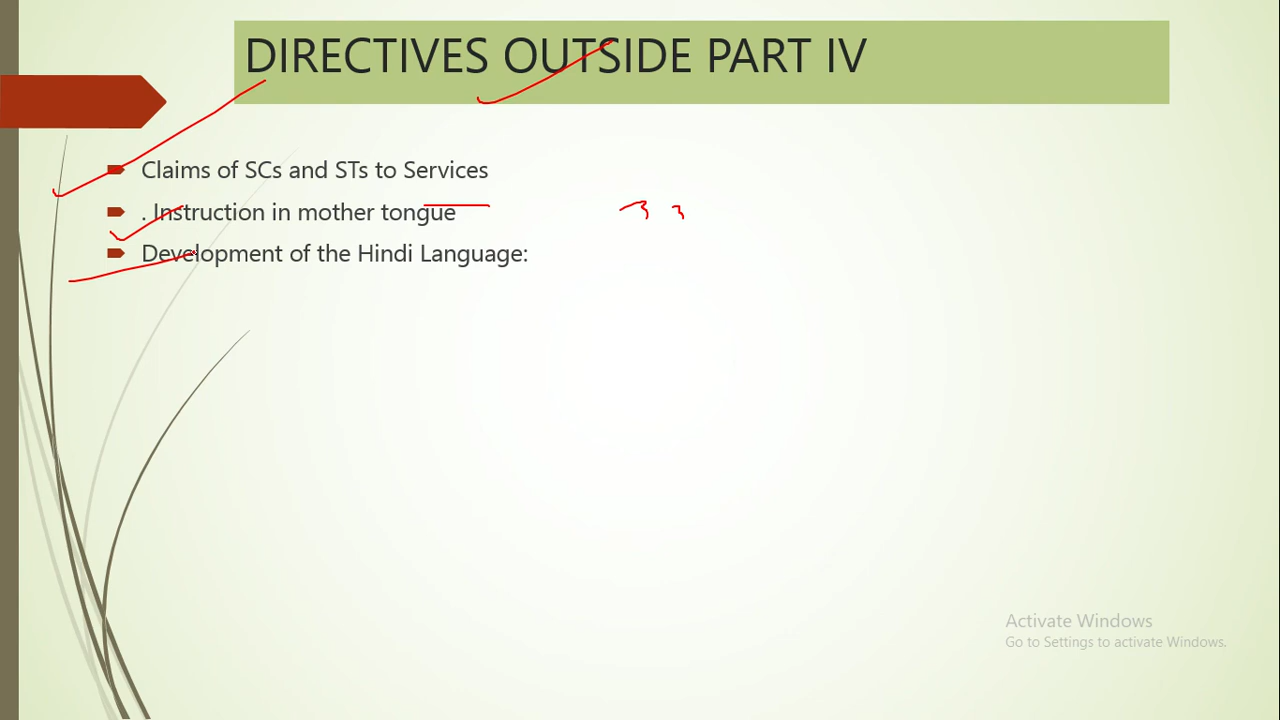 DIRECTIVES OUTSIDE PART IV
Claims of SCs and STs to Services
. Instruction in mother tongue
Development of the Hindi Language:
Activate Windows
Go to Settings to activate Windows.